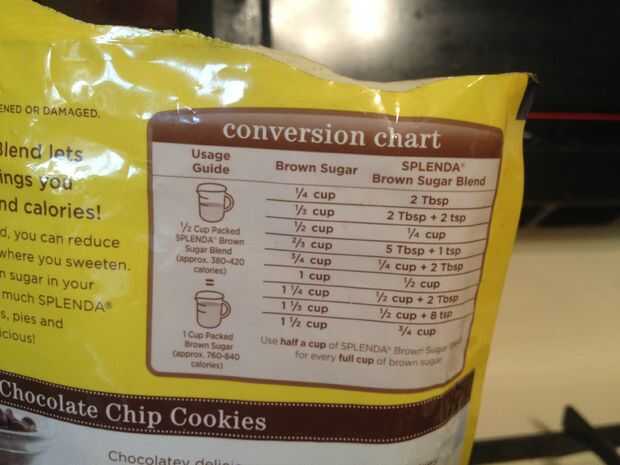 ENED OR DAMAGED.
Blend lets
ings you
nd calories!
d, you can reduce
where you sweeten.
n sugar in your
much SPLENDA®
s, pies and
icious!
conversion chart
Usage
Guide
½ Cup Packed
SPLENDA® Brown
Sugar Blend
(approx. 380-420
calories)
=
1 Cup Packed
Brown Sugar
(approx. 760-840
calories)
Brown Sugar SPLENDA® Brown Sugar Blend
¼ cup 2 Tbsp
⅓ cup 2 Tbsp + 2 tsp
½ cup ¼ cup
⅔ cup 5 Tbsp + 1 tsp
¾ cup ¼ cup + 2 Tbsp
1 cup ½ cup
1 ¼ cup ½ cup + 2 Tbsp
1 ⅓ cup ½ cup + 8 tsp
1 ½ cup ¾ cup
Use half a cup of SPLENDA® Brown Sugar
for every full cup of brown sugar
Chocolate Chip Cookies
Chocolatey